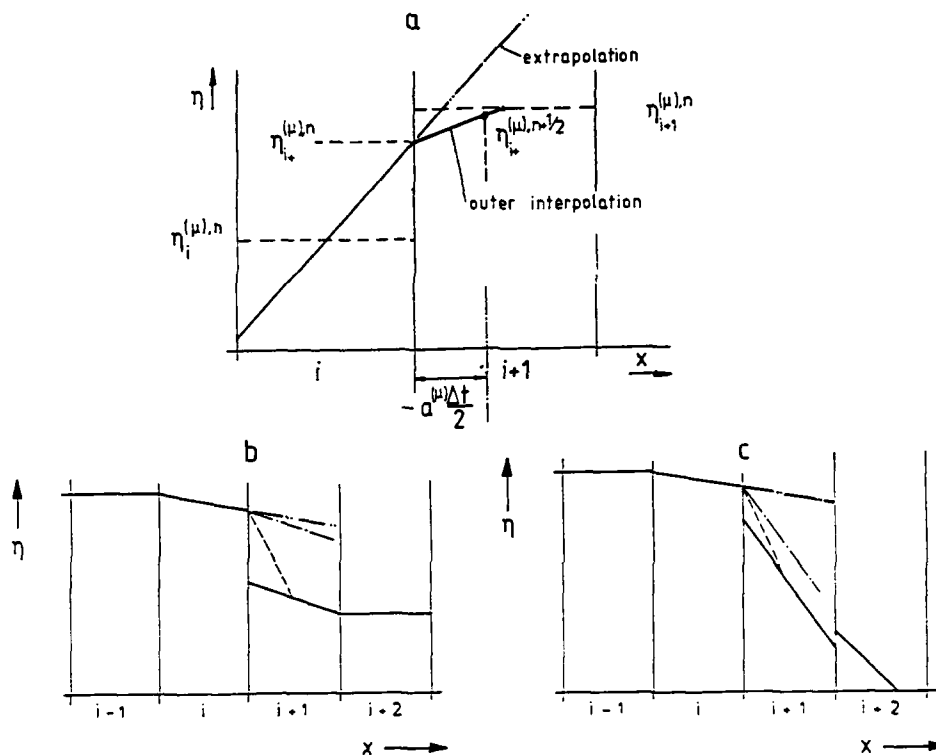 a
extrapolation
η
η_{i+}^{(μ),n}
η_{i+}^{(μ),n+1/2}
η_{i+1}^{(μ),n}
outer interpolation
η_i^{(μ),n}
i
i+1
x
-a^{(μ)} Δt/2
b
η
i-1
i
i+1
i+2
x
c
η
i-1
i
i+1
i+2
x